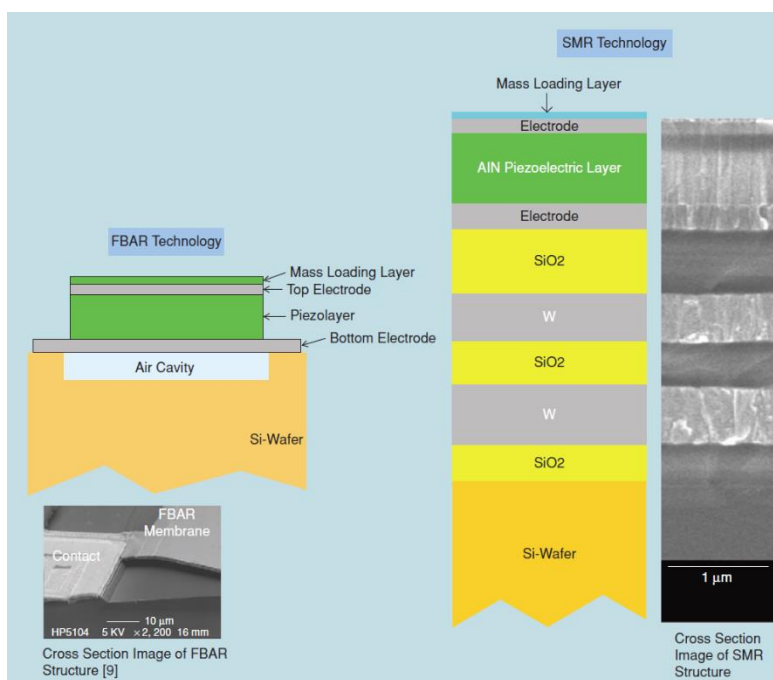 SMR Technology
Mass Loading Layer
Electrode
AIN Piezoelectric Layer
Electrode
SiO2
W
SiO2
W
SiO2
Si-Wafer
1 μm
Cross Section
Image of SMR
Structure
FBAR Technology
Mass Loading Layer
Top Electrode
Piezolayer
Bottom Electrode
Air Cavity
Si-Wafer
FBAR
Membrane
Contact
10 μm
HP5104 5 KV ×2, 200 16 mm
Cross Section Image of FBAR
Structure [9]